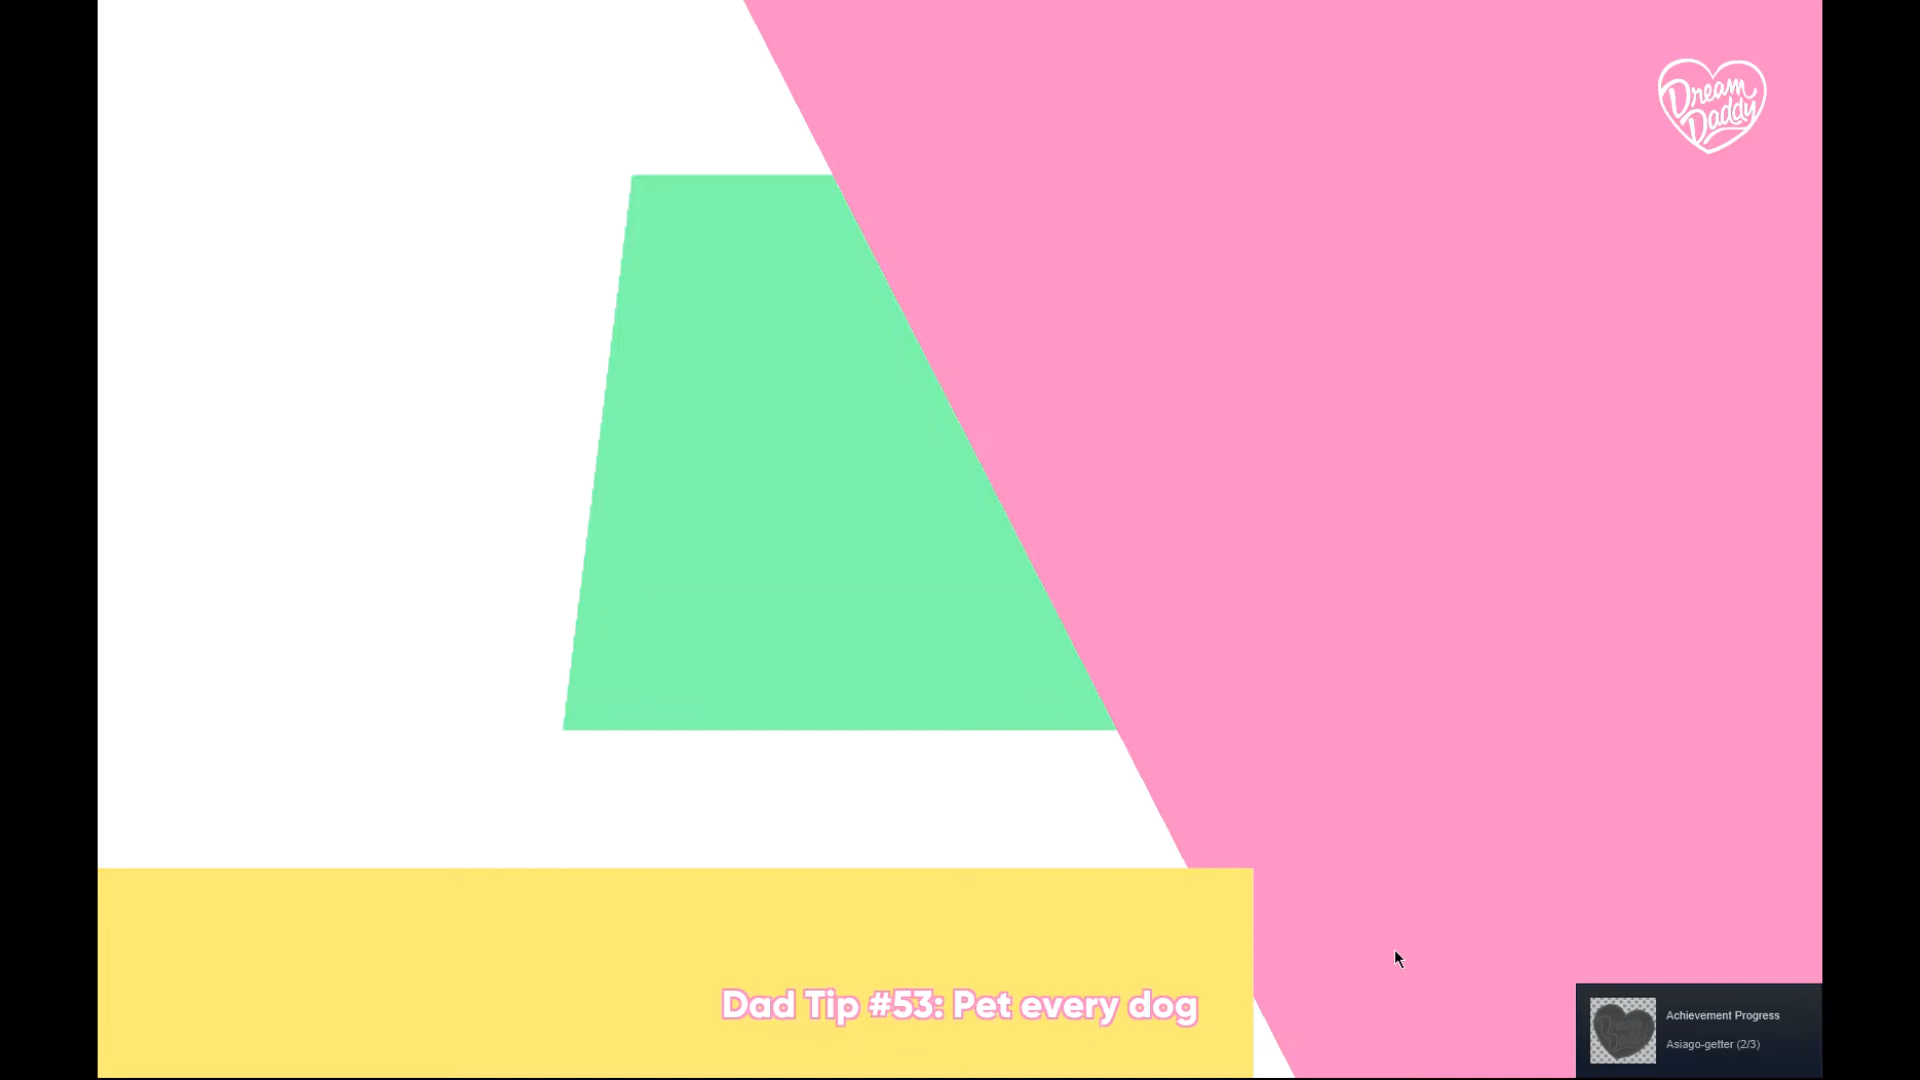 Dream
Daddy
Dad Tip #53: Pet every dog
Achievement Progress
Asiago-getter (2/3)